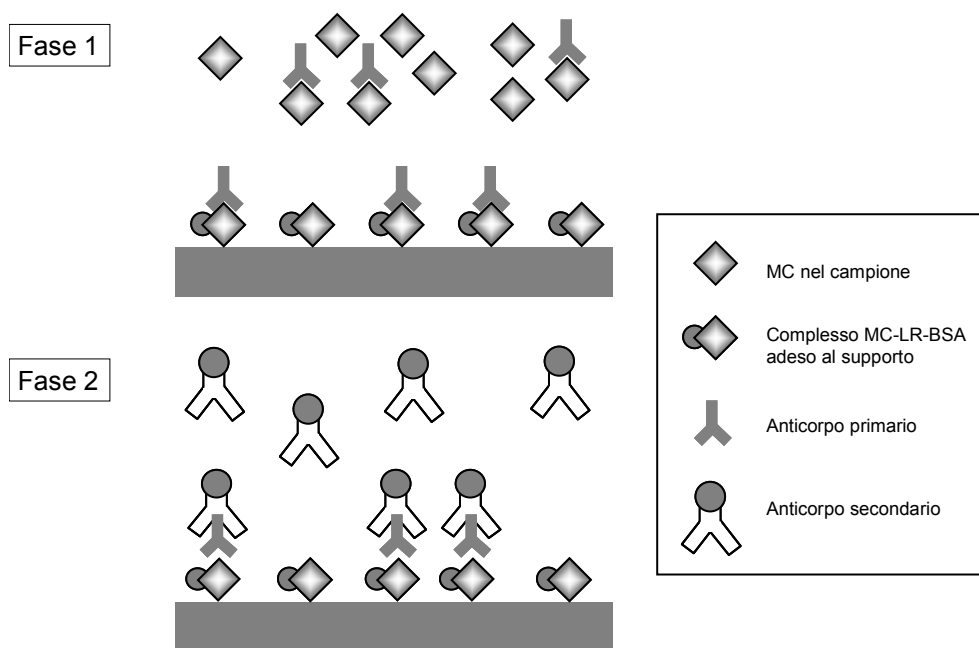 Fase 1
MC nel campione
Complesso MC-LR-BSA
adeso al supporto
Fase 2
Anticorpo primario
Anticorpo secondario